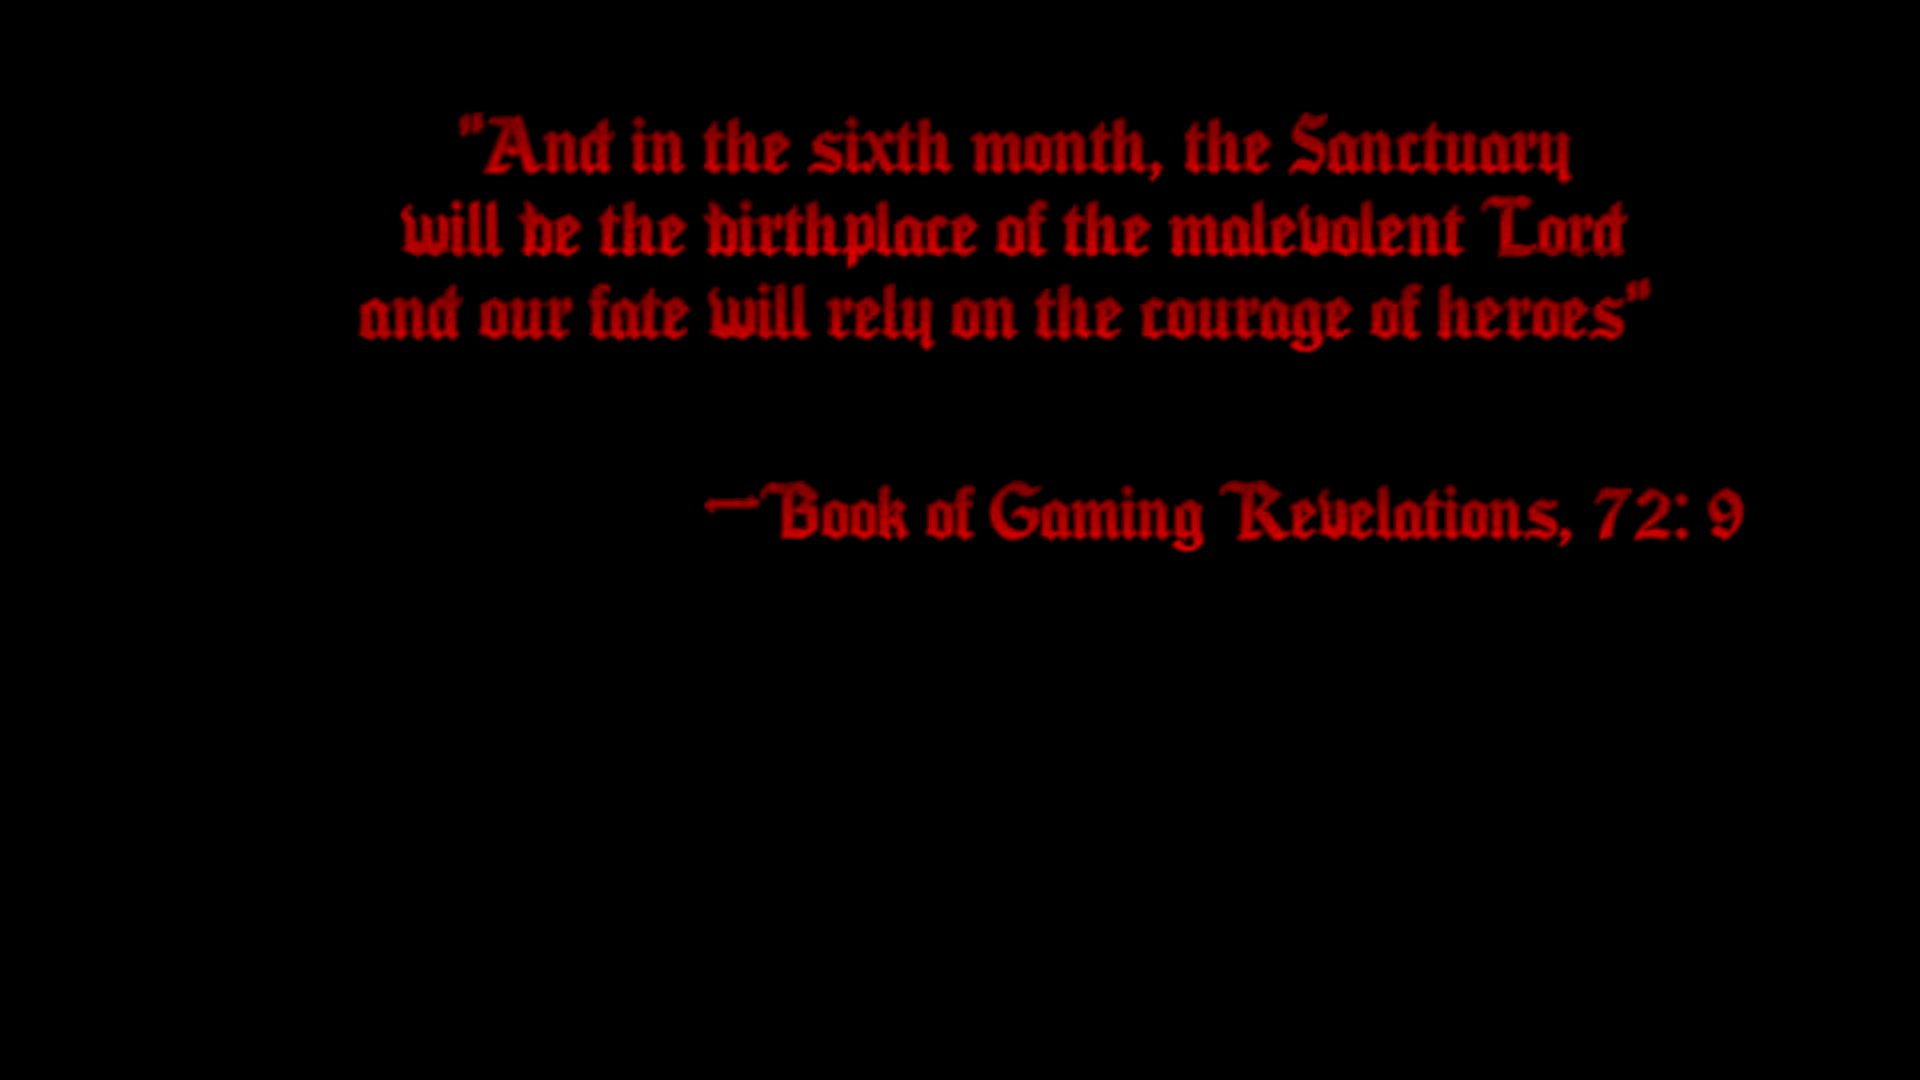 "And in the sixth month, the Sanctuary
will be the birthplace of the malevolent Lord
and our fate will rely on the courage of heroes"
—Book of Gaming Revelations, 72: 9